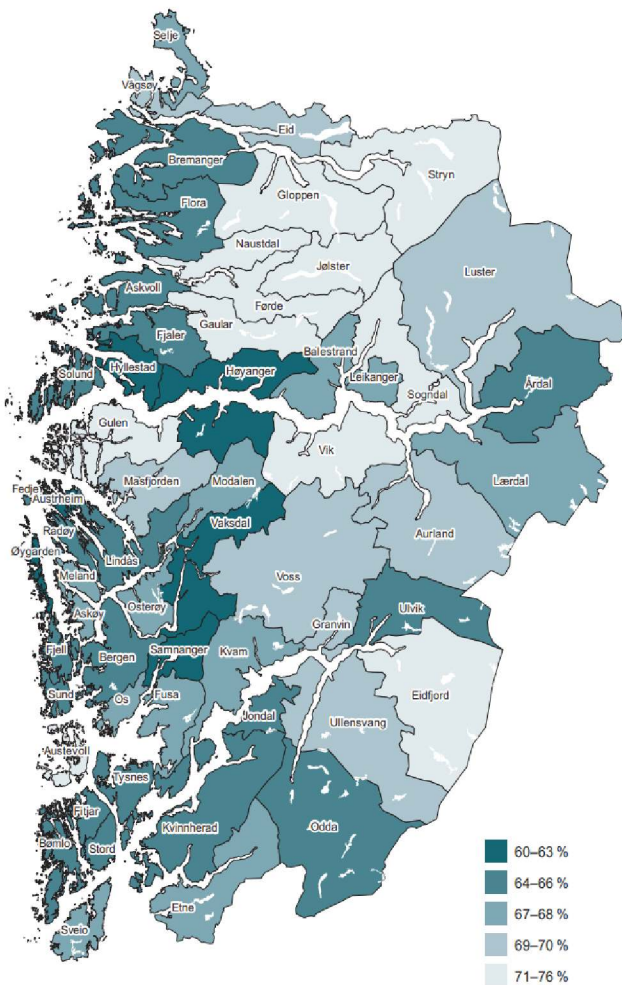 Selje
Vågsøy
Eid
Bremanger
Stryn
Gloppen
Flora
Naustdal
Jølster
Luster
Askvoll
Førde
Gaular
Fjaler
Balestrand
Hyllestad
Høyanger
Leikanger
Solund
Årdal
Sogndal
Gulen
Vik
Masfjorden
Modalen
Lærdal
Fedje
Austrheim
Vaksdal
Radøy
Aurland
Øygarden
Lindås
Meland
Voss
Askøy
Osterøy
Ulvik
Granvin
Fjell
Bergen
Samnanger
Kvam
Sund
Os
Fusa
Eidfjord
Jondal
Ullensvang
Austevoll
Tysnes
Fitjar
Kvinnherad
Odda
Bømlo
Stord
Etne
Sveio
60–63 %
64–66 %
67–68 %
69–70 %
71–76 %